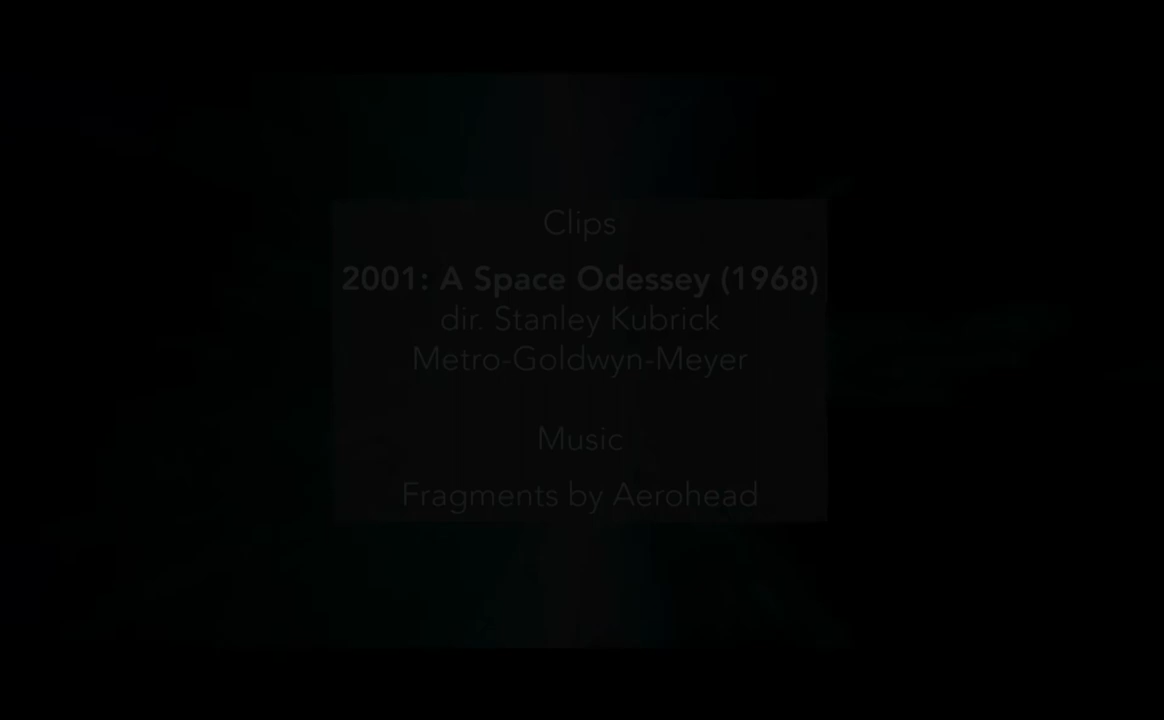 Clips
2001: A Space Odessey (1968)
dir. Stanley Kubrick
Metro-Goldwyn-Meyer
Music
Fragments by Aerohead